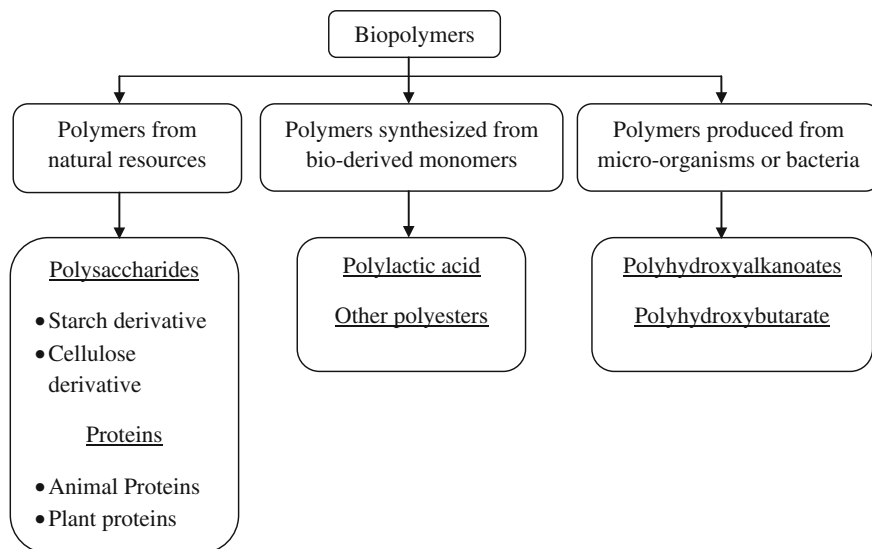 Biopolymers
Polymers from
natural resources
Polymers synthesized from
bio-derived monomers
Polymers produced from
micro-organisms or bacteria
Polysaccharides
• Starch derivative
• Cellulose
derivative
Proteins
• Animal Proteins
• Plant proteins
Polylactic acid
Other polyesters
Polyhydroxyalkanoates
Polyhydroxybutarate